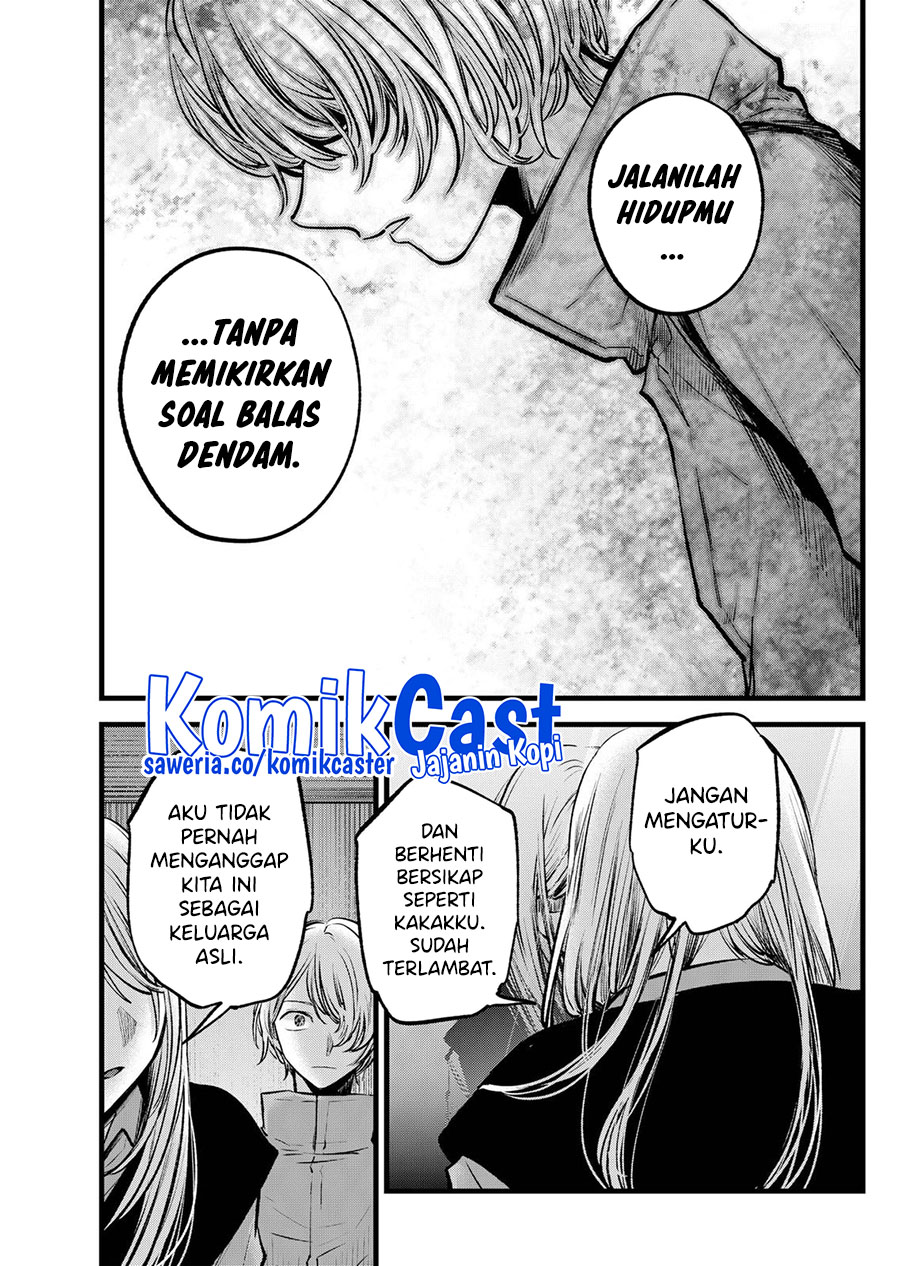 JALANILAH
HIDUPMU
...
...TANPA
MEMIKIRKAN
SOAL BALAS
DENDAM.
KomikCast
saweria.co/komikcaster
Jajanin Kopi
JANGAN
MENGATUR-
KU.
DAN
BERHENTI
BERSIKAP
SEPERTI
KAKAKKU.
SUDAH
TERLAMBAT.
AKU TIDAK
PERNAH
MENGANGGAP
KITA INI
SEBAGAI
KELUARGA
ASLI.